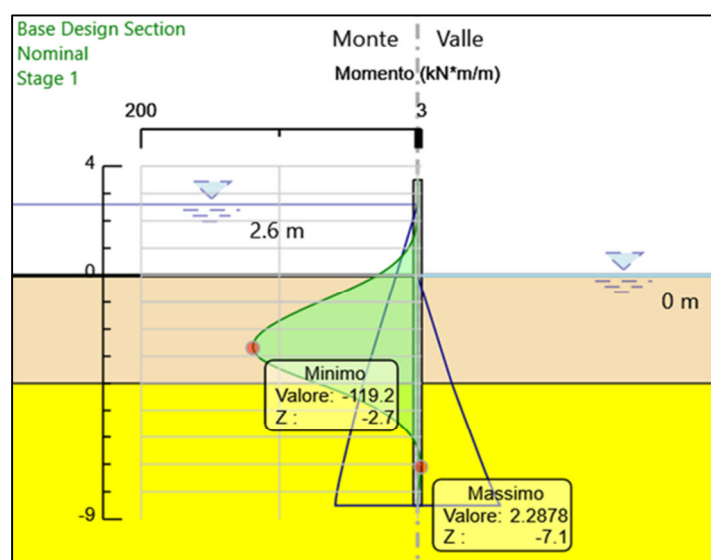 Base Design Section
Nominal
Stage 1
Monte
Valle
Momento (kN*m/m)
200
3
4
2.6 m
0
0 m
Minimo
Valore: -119.2
Z : -2.7
Massimo
Valore: 2.2878
Z : -7.1
-9